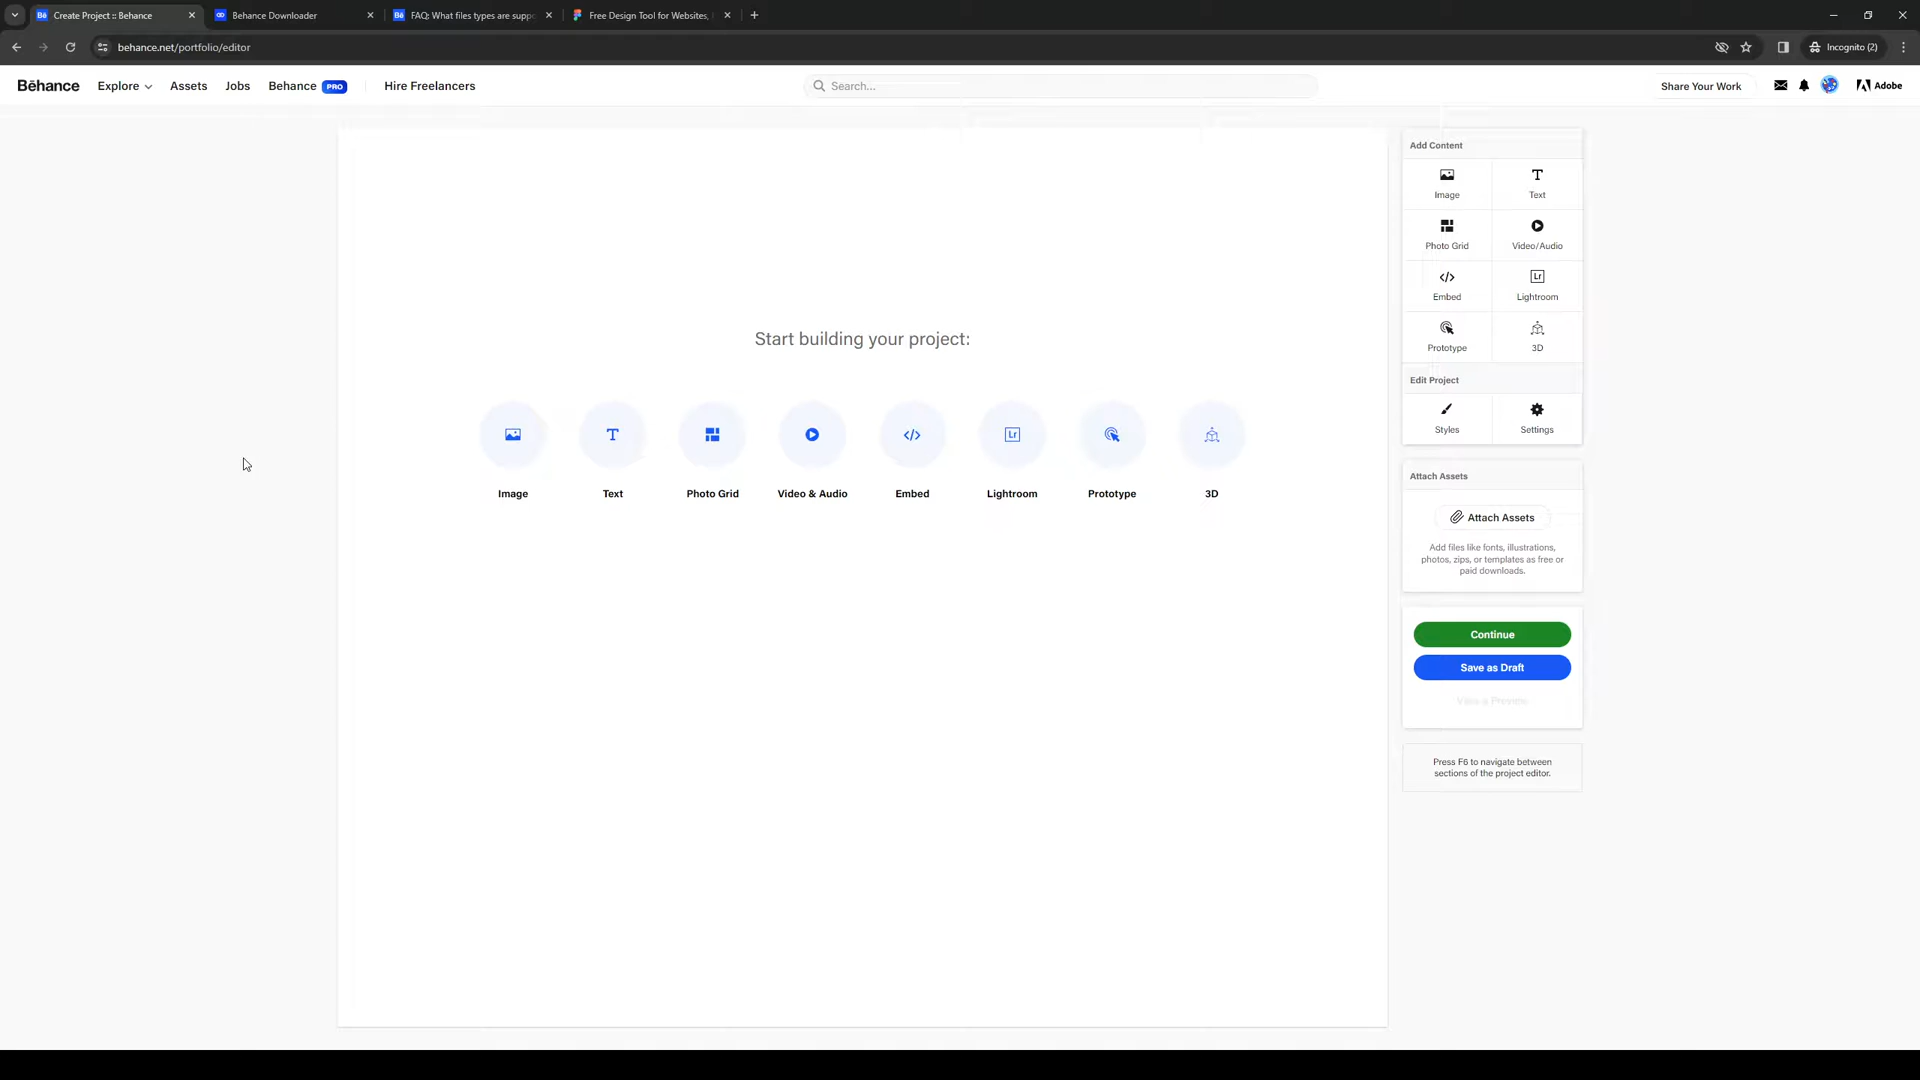 Create Project :: Behance
Behance Downloader
FAQ: What files types are suppo
Free Design Tool for Websites,
behance.net/portfolio/editor
Incognito (2)
Bēhance
Explore
Assets
Jobs
Behance PRO
Hire Freelancers
Search...
Share Your Work
Adobe
Add Content
Image
Text
Photo Grid
Video/Audio
Embed
Lr
Lightroom
Prototype
3D
Edit Project
Styles
Settings
Attach Assets
Attach Assets
Add files like fonts, illustrations,
photos, zips, or templates as free or
paid downloads.
Continue
Save as Draft
View a Preview
Press F6 to navigate between
sections of the project editor.
Start building your project:
Lr
Image
Text
Photo Grid
Video & Audio
Embed
Lightroom
Prototype
3D